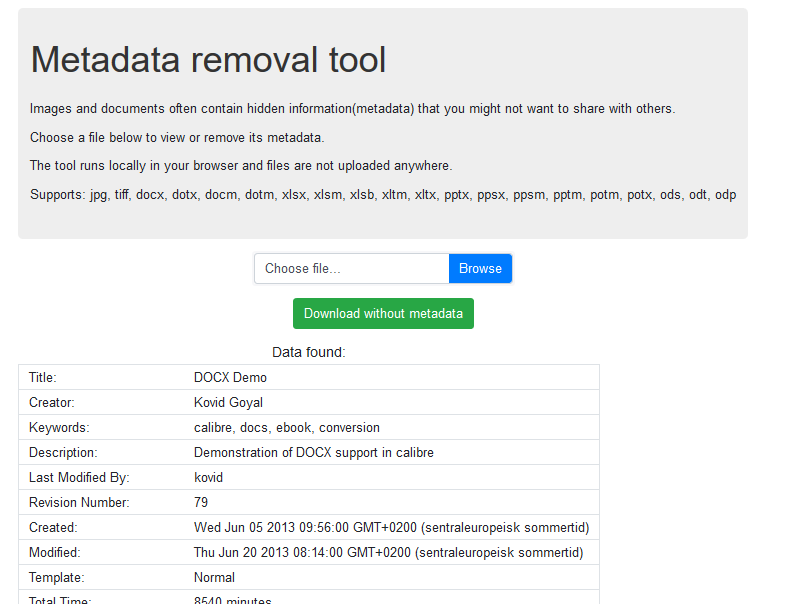 Metadata removal tool
Images and documents often contain hidden information(metadata) that you might not want to share with others.
Choose a file below to view or remove its metadata.
The tool runs locally in your browser and files are not uploaded anywhere.
Supports: jpg, tiff, docx, dotx, docm, dotm, xlsx, xlsm, xlsb, xltm, xltx, pptx, ppsx, ppsm, pptm, potm, potx, ods, odt, odp
Choose file... Browse
Download without metadata
Data found:
Title: DOCX Demo
Creator: Kovid Goyal
Keywords: calibre, docs, ebook, conversion
Description: Demonstration of DOCX support in calibre
Last Modified By: kovid
Revision Number: 79
Created: Wed Jun 05 2013 09:56:00 GMT+0200 (sentraleuropeisk sommertid)
Modified: Thu Jun 20 2013 08:14:00 GMT+0200 (sentraleuropeisk sommertid)
Template: Normal
Total Time: 8540 minutes